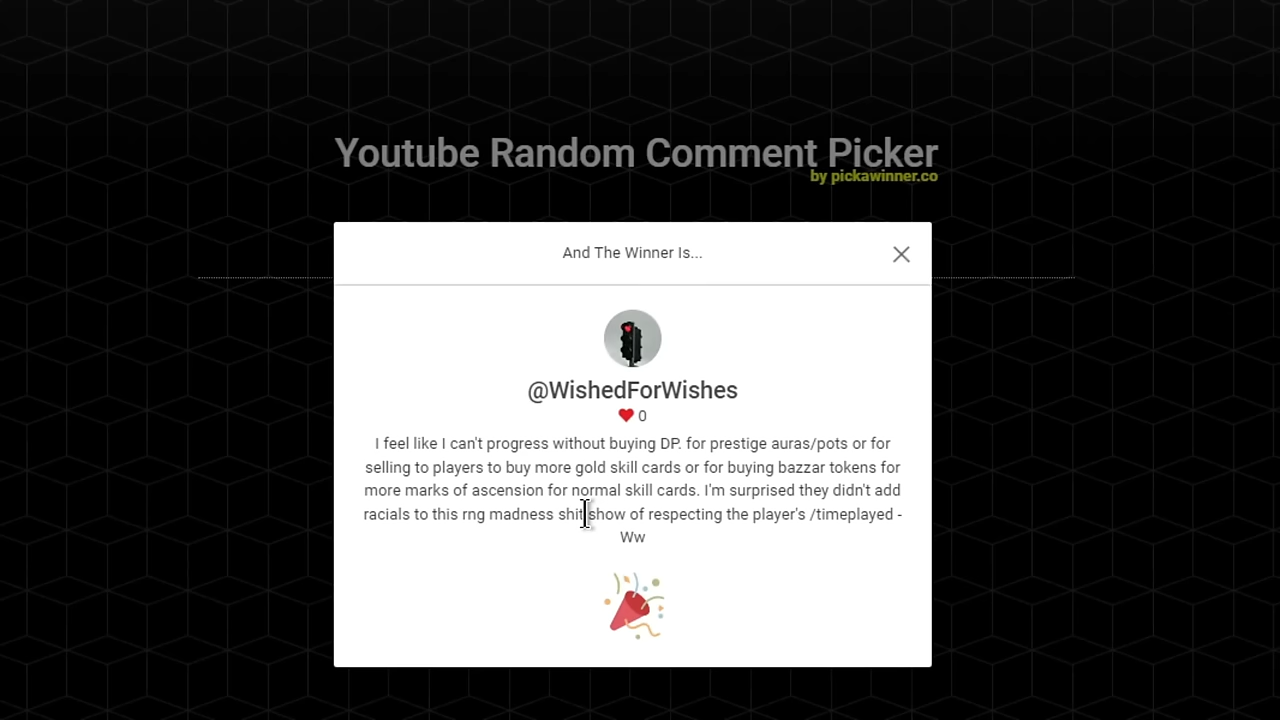 Youtube Random Comment Picker
by pickawinner.co
And The Winner Is...
@WishedForWishes
0
I feel like I can't progress without buying DP. for prestige auras/pots or for
selling to players to buy more gold skill cards or for buying bazzar tokens for
more marks of ascension for normal skill cards. I'm surprised they didn't add
racials to this rng madness shit show of respecting the player's /timeplayed -
Ww